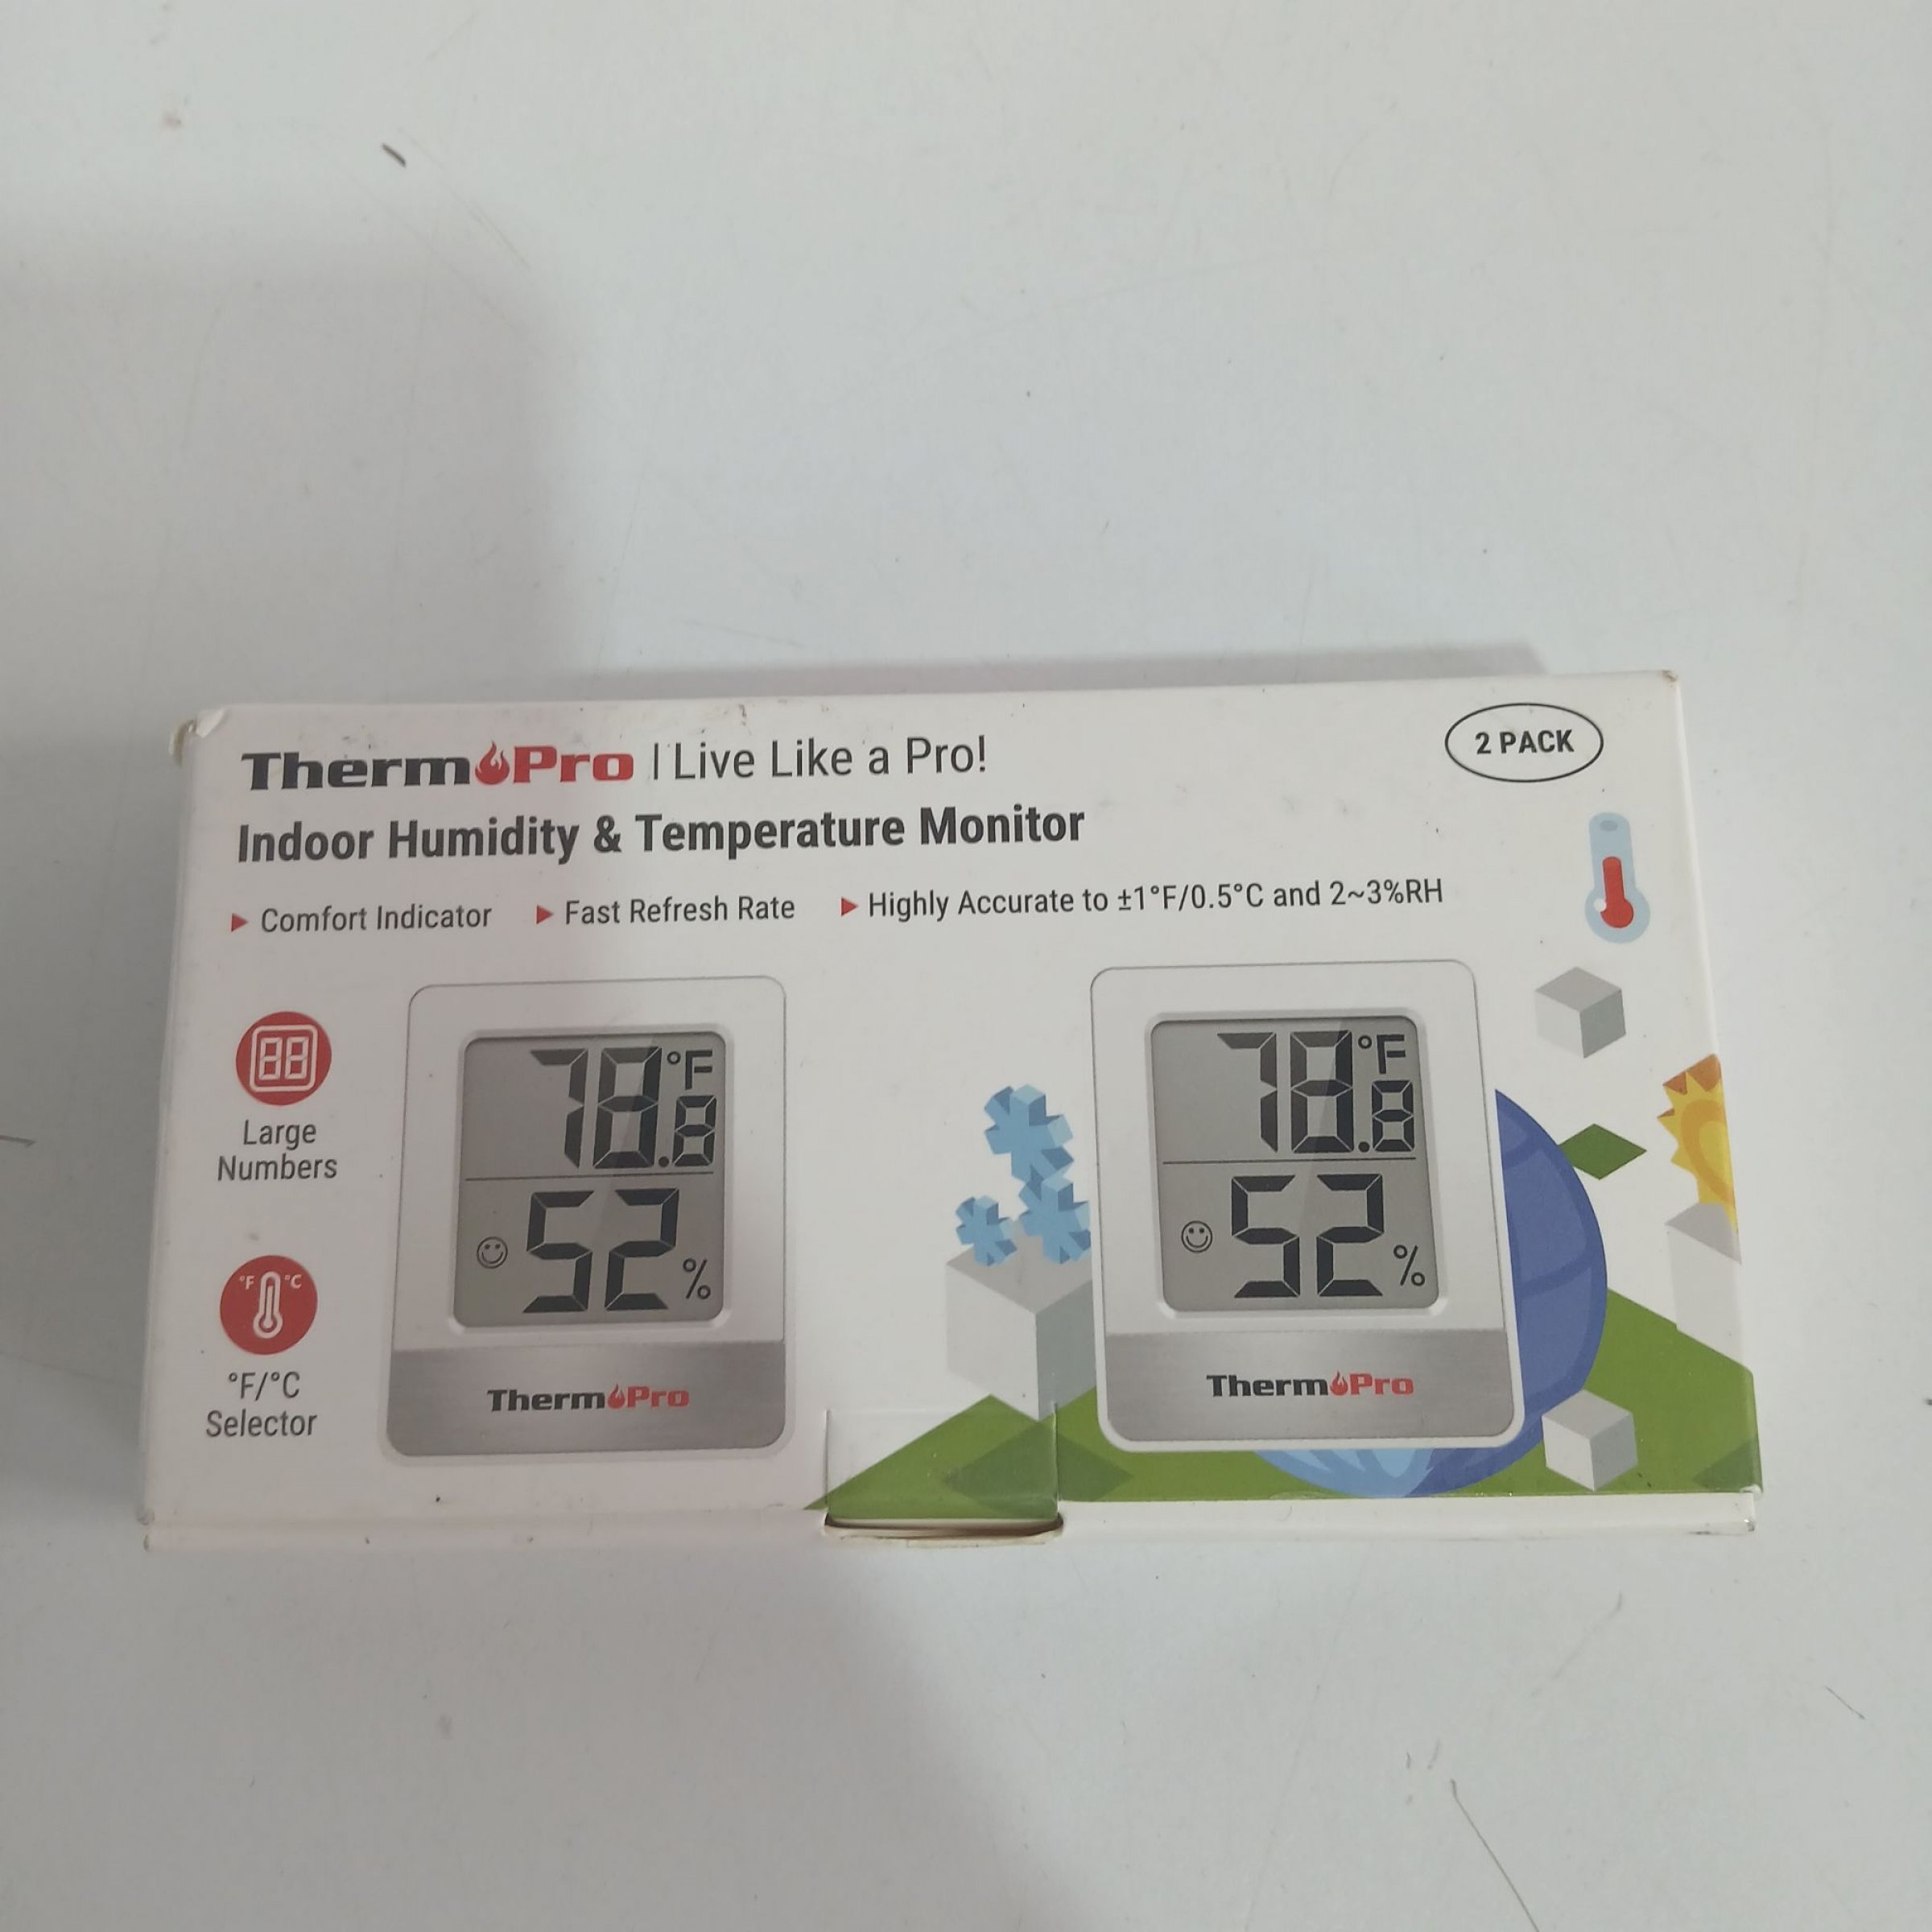 ThermoPro | Live Like a Pro!
2 PACK
Indoor Humidity & Temperature Monitor
▶ Comfort Indicator ▶ Fast Refresh Rate ▶ Highly Accurate to ±1°F/0.5°C and 2~3%RH
88
Large
Numbers
°F °C
°F/°C
Selector
78.8 °F
52 %
ThermoPro
78.8 °F
52 %
ThermoPro